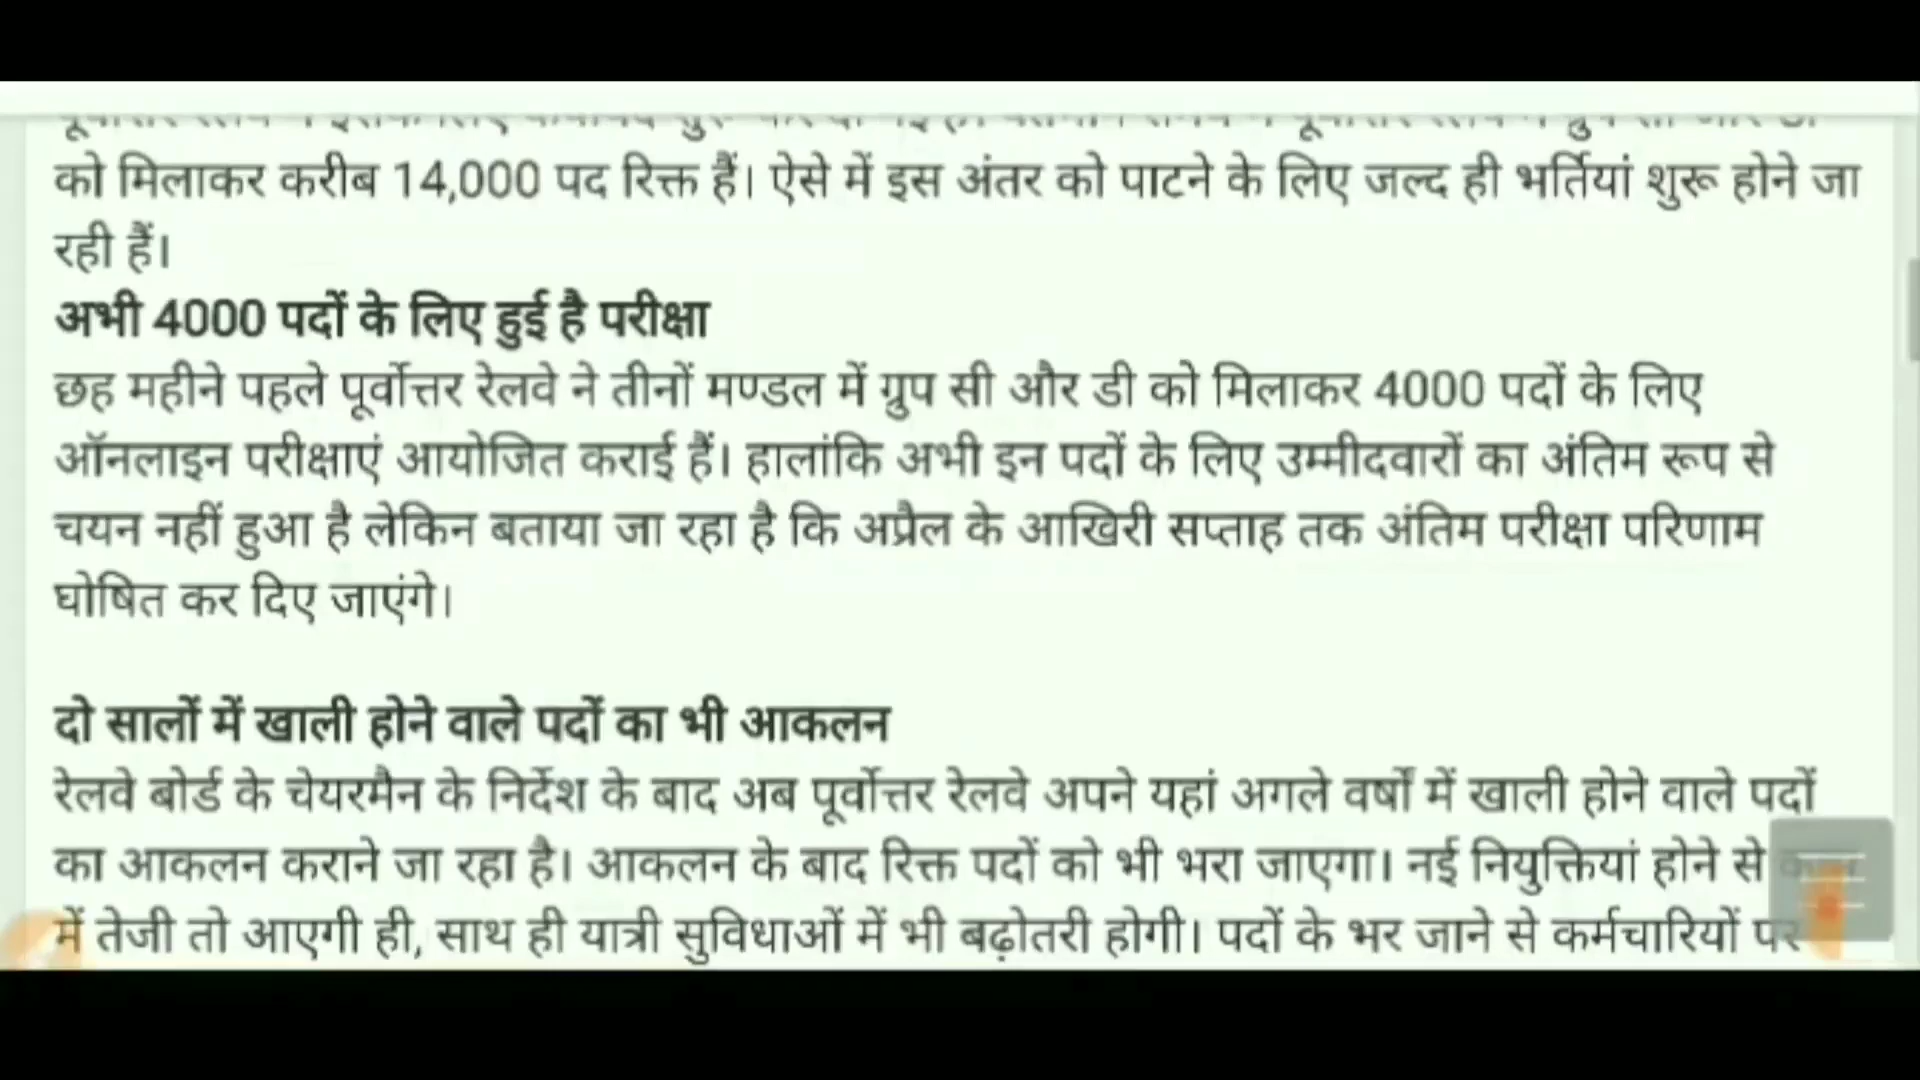 को मिलाकर करीब 14,000 पद रिक्त हैं। ऐसे में इस अंतर को पाटने के लिए जल्द ही भर्तियां शुरू होने जा
रही हैं।
अभी 4000 पदों के लिए हुई है परीक्षा
छह महीने पहले पूर्वोत्तर रेलवे ने तीनों मण्डल में ग्रुप सी और डी को मिलाकर 4000 पदों के लिए
ऑनलाइन परीक्षाएं आयोजित कराई हैं। हालांकि अभी इन पदों के लिए उम्मीदवारों का अंतिम रूप से
चयन नहीं हुआ है लेकिन बताया जा रहा है कि अप्रैल के आखिरी सप्ताह तक अंतिम परीक्षा परिणाम
घोषित कर दिए जाएंगे।
दो सालों में खाली होने वाले पदों का भी आकलन
रेलवे बोर्ड के चेयरमैन के निर्देश के बाद अब पूर्वोत्तर रेलवे अपने यहां अगले वर्षों में खाली होने वाले पदों
का आकलन कराने जा रहा है। आकलन के बाद रिक्त पदों को भी भरा जाएगा। नई नियुक्तियां होने से
में तेजी तो आएगी ही, साथ ही यात्री सुविधाओं में भी बढ़ोतरी होगी। पदों के भर जाने से कर्मचारियों पर